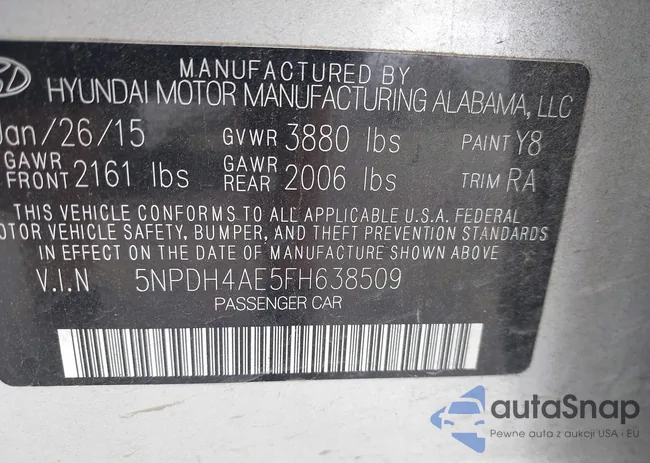 MANUFACTURED BY
HYUNDAI MOTOR MANUFACTURING ALABAMA, LLC
Jan/26/15 GVWR 3880 lbs PAINT Y8
GAWR FRONT 2161 lbs GAWR REAR 2006 lbs TRIM RA
THIS VEHICLE CONFORMS TO ALL APPLICABLE U.S.A. FEDERAL
MOTOR VEHICLE SAFETY, BUMPER, AND THEFT PREVENTION STANDARDS
IN EFFECT ON THE DATE OF MANUFACTURE SHOWN ABOVE
V.I.N 5NPDH4AE5FH638509
PASSENGER CAR
autaSnap
Pewne auta z aukcji USA i EU